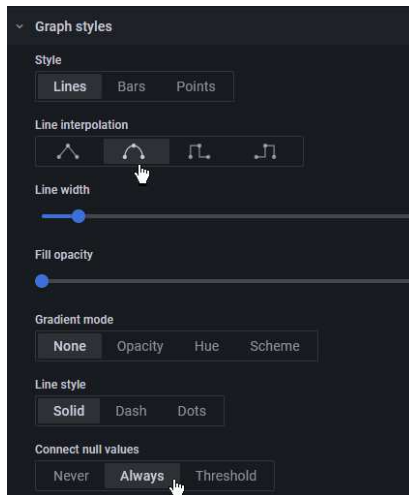 Graph styles
Style
Lines Bars Points
Line interpolation
Line width
Fill opacity
Gradient mode
None Opacity Hue Scheme
Line style
Solid Dash Dots
Connect null values
Never Always Threshold